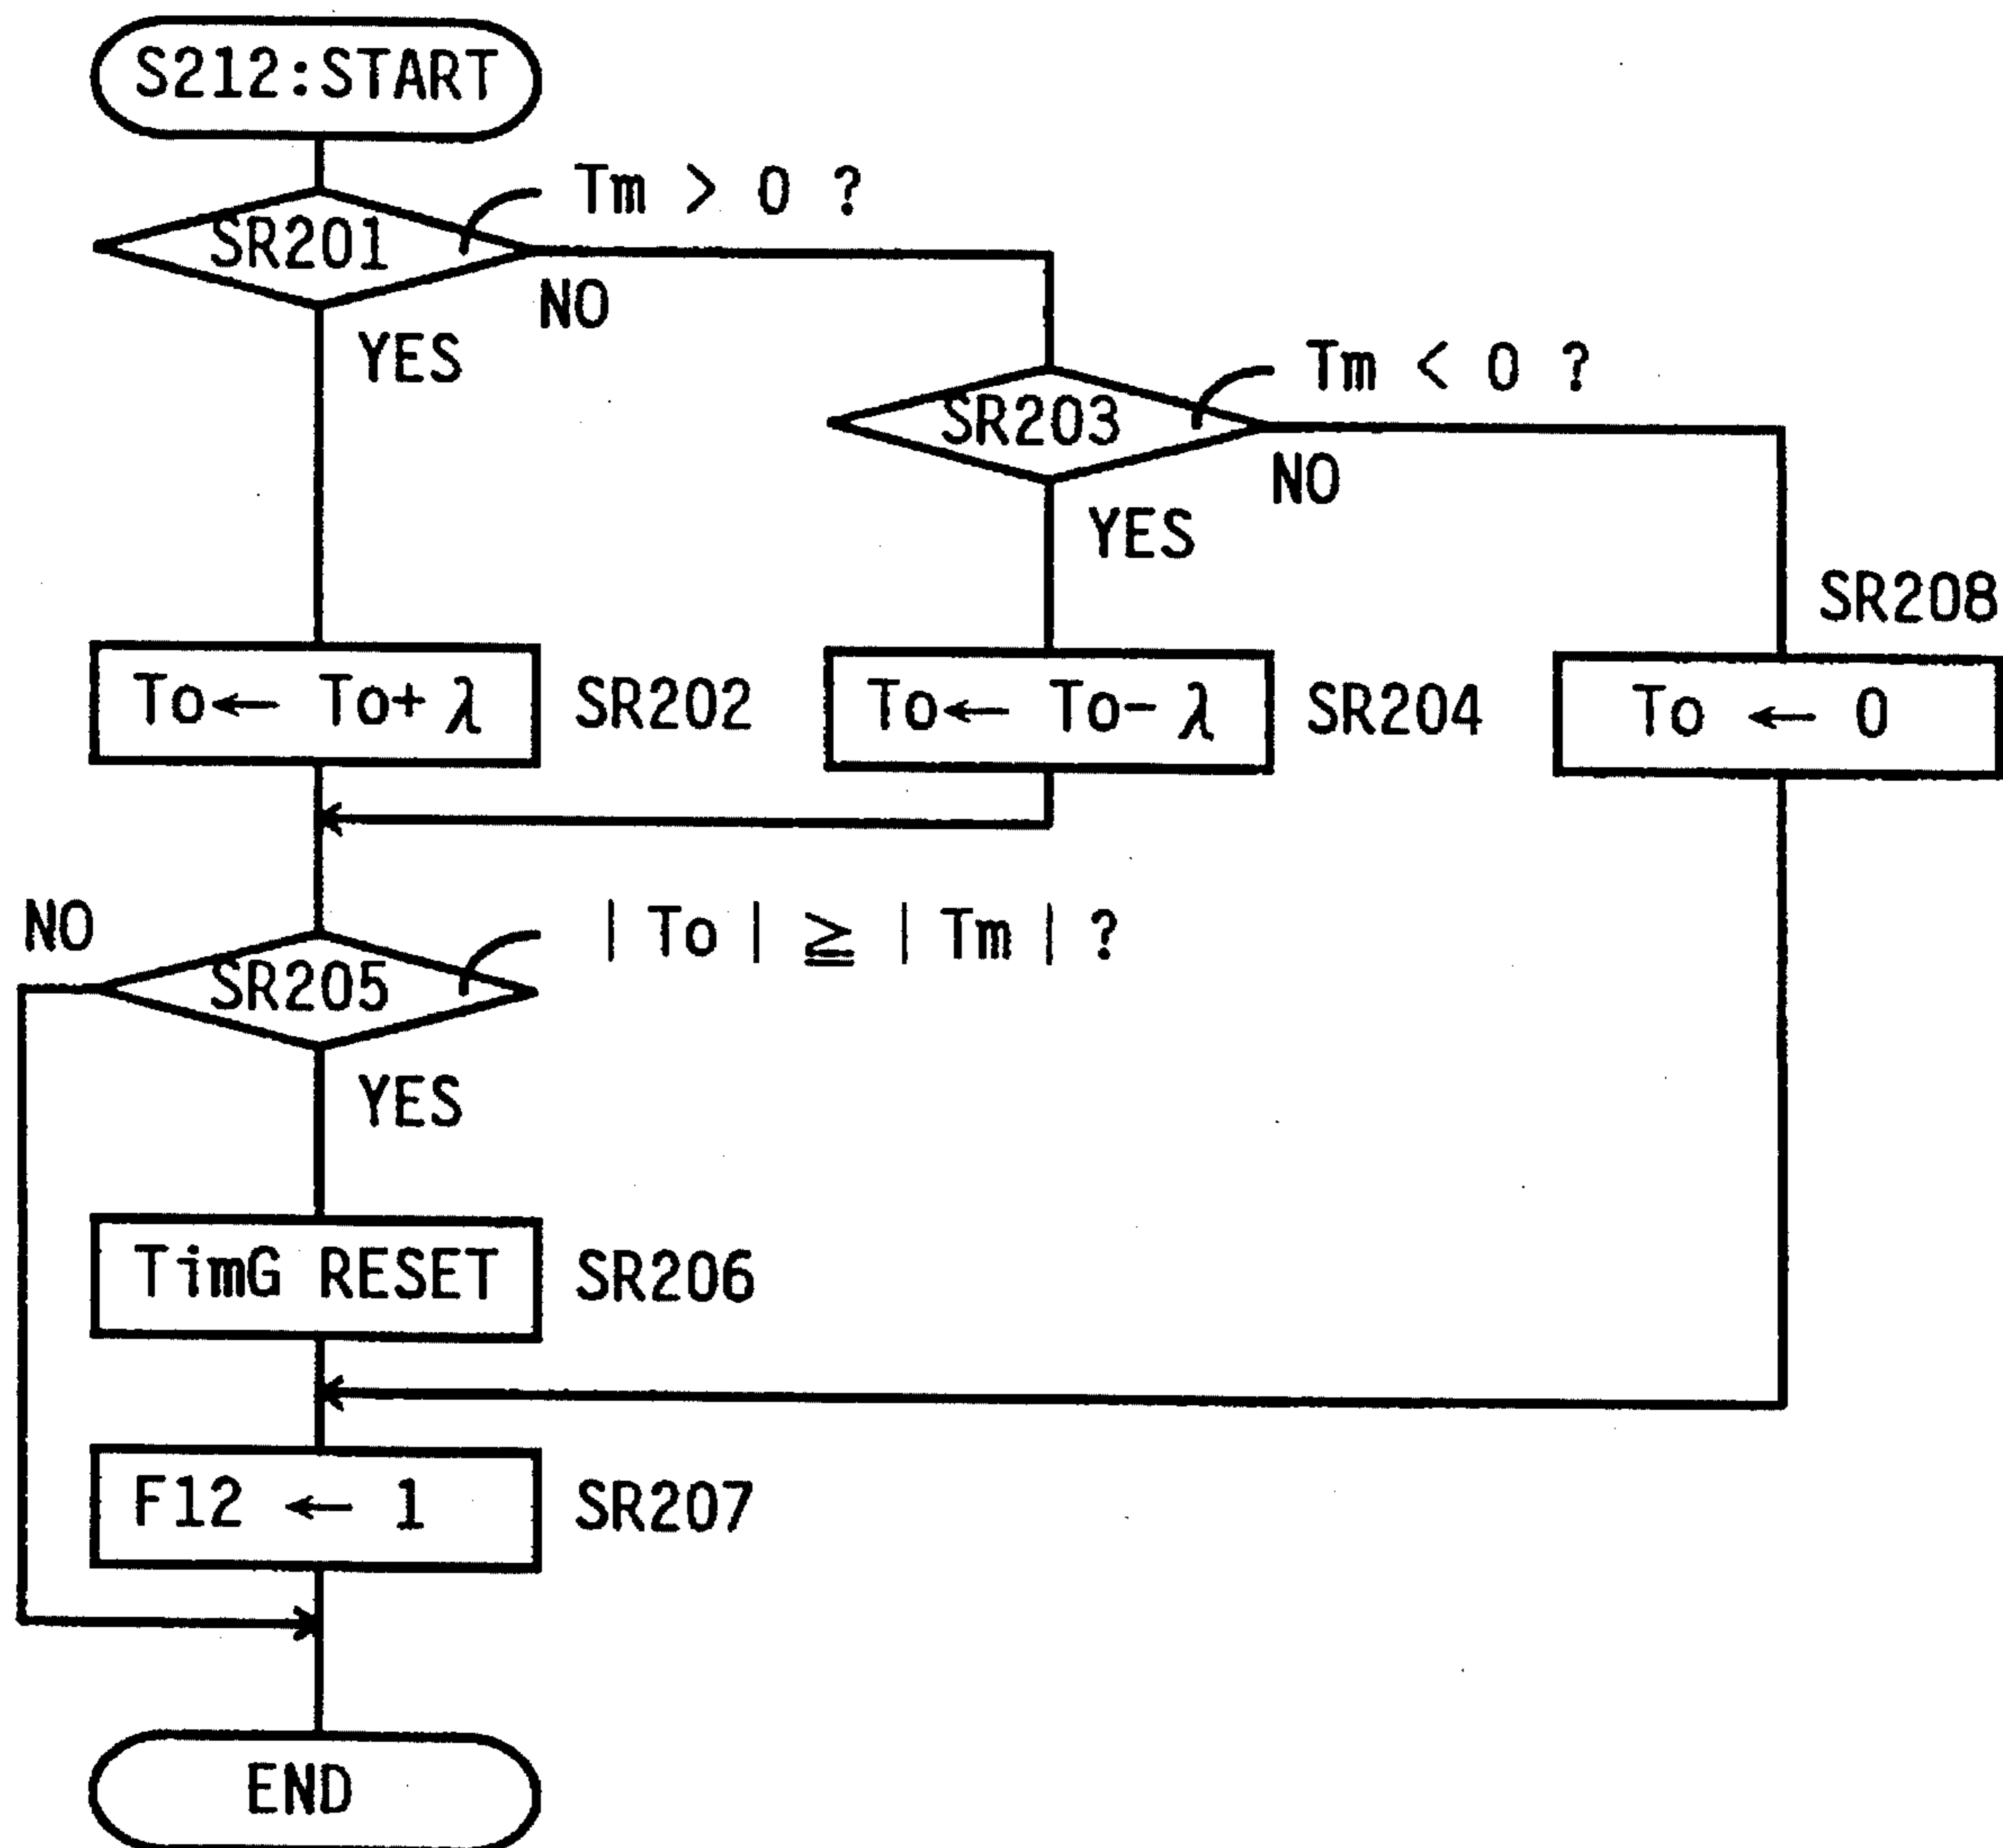 S212:START
Tm > 0 ?
SR201
NO
YES
Tm < 0 ?
SR203
NO
YES
SR208
To← To+ λ
SR202
To← To- λ
SR204
To ← 0
NO
| To | ≧ | Tm | ?
SR205
YES
TimG RESET
SR206
F12 ← 1
SR207
END